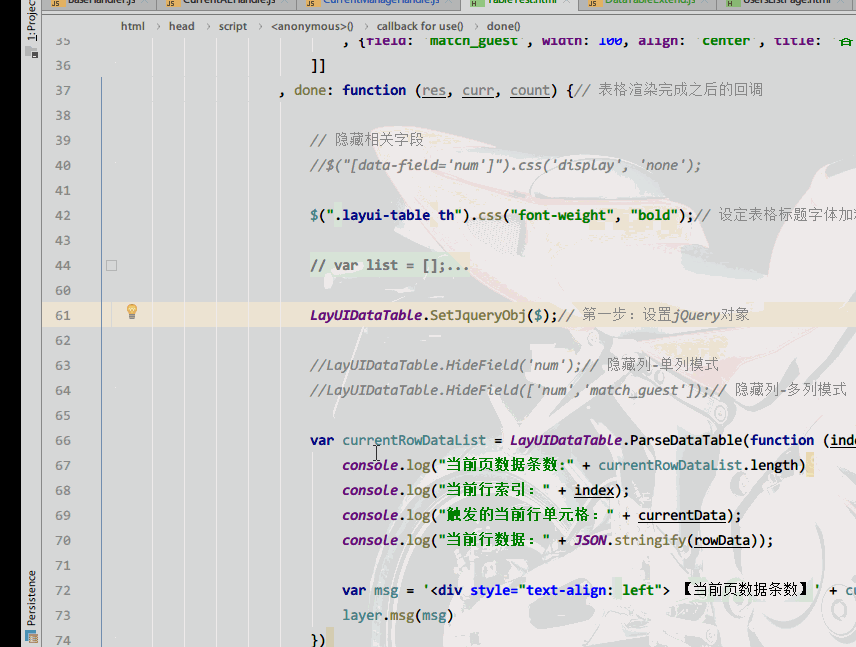 BaseHandler.js
CurrentManageHandle.js
TableTest.html
DataTableExtend.js
UsersListPage.html
html head script <anonymous>() callback for use() done()
1: Project
35 , {field: 'match_guest', width: 100, align: 'center', title:
36 ]]
37 , done: function (res, curr, count) {// 表格渲染完成之后的回调
38
39 // 隐藏相关字段
40 //$("[data-field='num']").css('display', 'none');
41
42 $(".layui-table th").css("font-weight", "bold");// 设定表格标题字体加
43
44 // var list = [];...
60
61 LayUIDataTable.SetJqueryObj($);// 第一步：设置jQuery对象
62
63 //LayUIDataTable.HideField('num');// 隐藏列-单列模式
64 //LayUIDataTable.HideField(['num','match_guest']);// 隐藏列-多列模式
65
66 var currentRowDataList = LayUIDataTable.ParseDataTable(function (inde
67 console.log("当前页数据条数:" + currentRowDataList.length)
68 console.log("当前行索引：" + index);
69 console.log("触发的当前行单元格：" + currentData);
70 console.log("当前行数据：" + JSON.stringify(rowData));
71
72 var msg = '<div style="text-align: left"> 【当前页数据条数】' + cu
73 layer.msg(msg)
74 })
Persistence